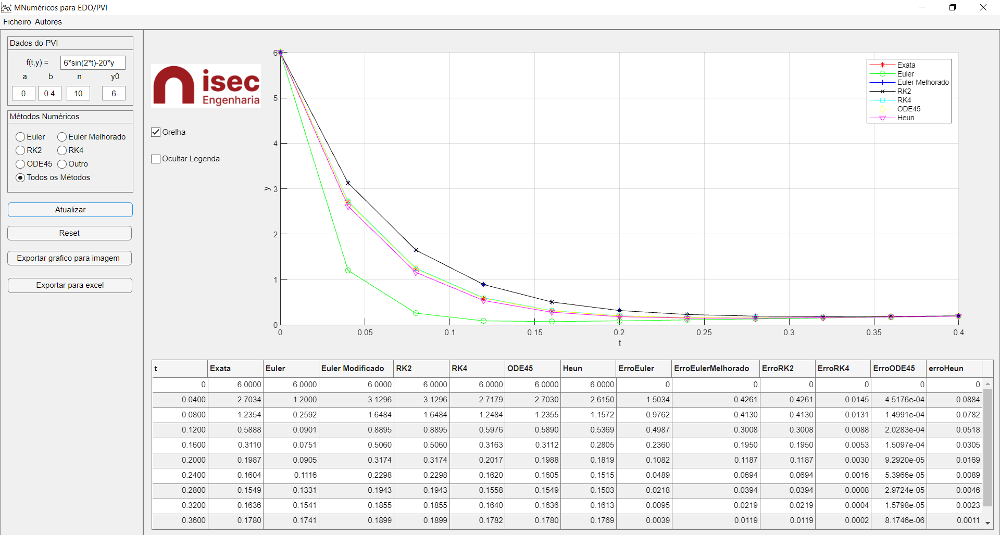 MNuméricos para EDO/PVI
Ficheiro Autores
Dados do PVI
f(t,y) = 6*sin(2*t)-20*y
a b n y0
0 0.4 10 6
Métodos Numéricos
Euler Euler Melhorado
RK2 RK4
ODE45 Outro
Todos os Métodos
Atualizar
Reset
Exportar grafico para imagem
Exportar para excel
isec
Engenharia
Grelha
Ocultar Legenda
6
5
4
3
2
1
0
y
0 0.05 0.1 0.15 0.2 0.25 0.3 0.35 0.4
t
Exata
Euler
Euler Melhorado
RK2
RK4
ODE45
Heun
t Exata Euler Euler Modificado RK2 RK4 ODE45 Heun ErroEuler ErroEulerMelhorado ErroRK2 ErroRK4 ErroODE45 erroHeun
0 6.0000 6.0000 6.0000 6.0000 6.0000 6.0000 6.0000 0 0 0 0 0 0
0.0400 2.7034 1.2000 3.1296 3.1296 2.7179 2.7030 2.6150 1.5034 0.4261 0.4261 0.0145 4.5176e-04 0.0884
0.0800 1.2354 0.2592 1.6484 1.6484 1.2484 1.2355 1.1572 0.9762 0.4130 0.4130 0.0131 1.4991e-04 0.0782
0.1200 0.5888 0.0901 0.8895 0.8895 0.5976 0.5890 0.5369 0.4987 0.3008 0.3008 0.0088 2.0283e-04 0.0518
0.1600 0.3110 0.0751 0.5060 0.5060 0.3163 0.3112 0.2805 0.2360 0.1950 0.1950 0.0053 1.5097e-04 0.0305
0.2000 0.1987 0.0905 0.3174 0.3174 0.2017 0.1988 0.1819 0.1082 0.1187 0.1187 0.0030 9.2920e-05 0.0169
0.2400 0.1604 0.1116 0.2298 0.2298 0.1620 0.1605 0.1515 0.0489 0.0694 0.0694 0.0016 5.3966e-05 0.0089
0.2800 0.1549 0.1331 0.1943 0.1943 0.1558 0.1549 0.1503 0.0218 0.0394 0.0394 0.0008 2.9724e-05 0.0046
0.3200 0.1636 0.1541 0.1855 0.1855 0.1640 0.1636 0.1613 0.0095 0.0219 0.0219 0.0004 1.5798e-05 0.0023
0.3600 0.1780 0.1741 0.1899 0.1899 0.1782 0.1780 0.1769 0.0039 0.0119 0.0119 0.0002 8.1746e-06 0.0011